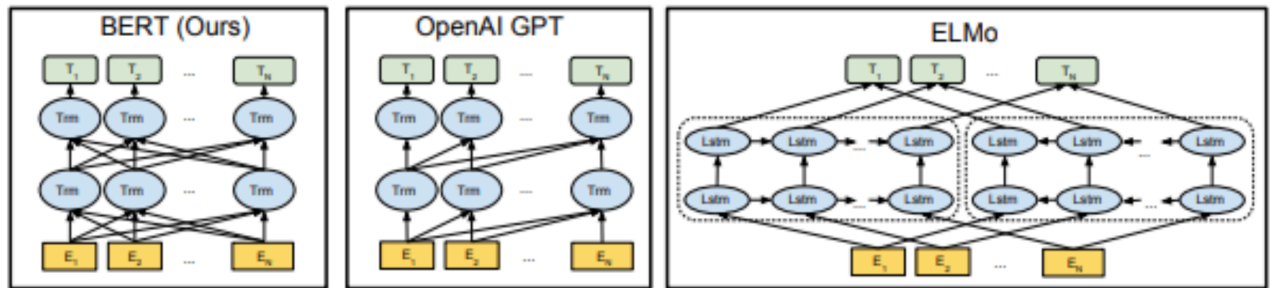 BERT (Ours) OpenAI GPT ELMo
T1 T2 ... TN T1 T2 .... TN T1 T2 ... TN
Trm Trm ... Trm Trm Trm ... Trm Lstm Lstm .... Lstm Lstm Lstm ... Lstm
Trm Trm ... Trm Trm Trm ... Trm Lstm Lstm .... Lstm Lstm Lstm ... Lstm
E1 E2 ... EN E1 E2 ... EN E1 E2 ... EN